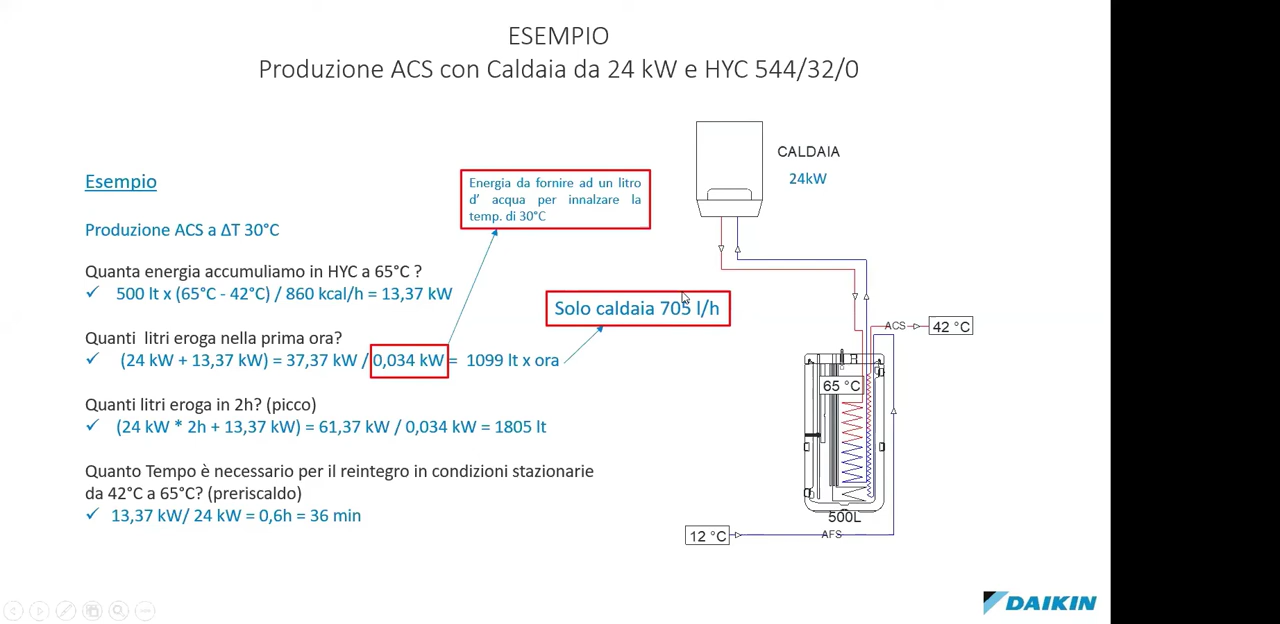 ESEMPIO
Produzione ACS con Caldaia da 24 kW e HYC 544/32/0
Esempio
Energia da fornire ad un litro
d' acqua per innalzare la
temp. di 30°C
Produzione ACS a ΔT 30°C
Quanta energia accumuliamo in HYC a 65°C ?
✓ 500 lt x (65°C - 42°C) / 860 kcal/h = 13,37 kW
Solo caldaia 705 l/h
Quanti litri eroga nella prima ora?
✓ (24 kW + 13,37 kW) = 37,37 kW / 0,034 kW = 1099 lt x ora
Quanti litri eroga in 2h? (picco)
✓ (24 kW * 2h + 13,37 kW) = 61,37 kW / 0,034 kW = 1805 lt
Quanto Tempo è necessario per il reintegro in condizioni stazionarie
da 42°C a 65°C? (preriscaldo)
✓ 13,37 kW/ 24 kW = 0,6h = 36 min
CALDAIA
24kW
ACS
42 °C
R
65 °C
500L
12 °C
AFS
DAIKIN